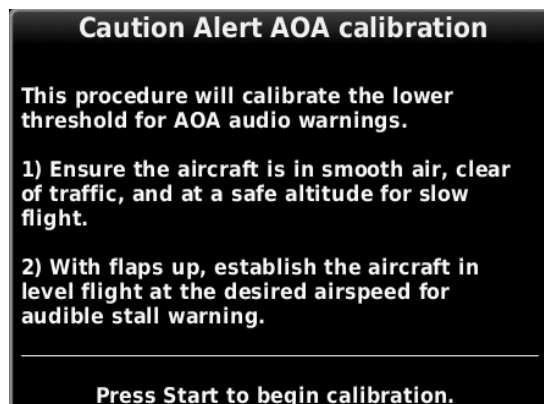 Caution Alert AOA calibration
This procedure will calibrate the lower
threshold for AOA audio warnings.
1) Ensure the aircraft is in smooth air, clear
of traffic, and at a safe altitude for slow
flight.
2) With flaps up, establish the aircraft in
level flight at the desired airspeed for
audible stall warning.
Press Start to begin calibration.